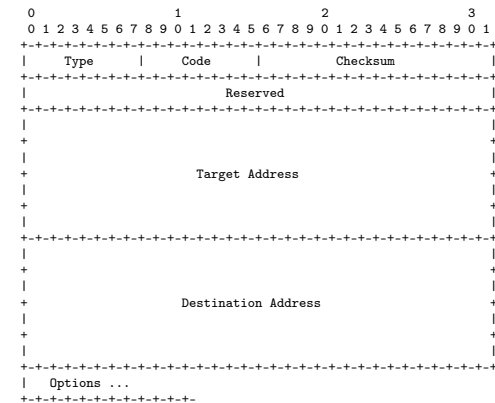 0                   1                   2                   3
0 1 2 3 4 5 6 7 8 9 0 1 2 3 4 5 6 7 8 9 0 1 2 3 4 5 6 7 8 9 0 1
+-+-+-+-+-+-+-+-+-+-+-+-+-+-+-+-+-+-+-+-+-+-+-+-+-+-+-+-+-+-+-+-+
|     Type      |     Code      |          Checksum             |
+-+-+-+-+-+-+-+-+-+-+-+-+-+-+-+-+-+-+-+-+-+-+-+-+-+-+-+-+-+-+-+-+
|                           Reserved                            |
+-+-+-+-+-+-+-+-+-+-+-+-+-+-+-+-+-+-+-+-+-+-+-+-+-+-+-+-+-+-+-+-+
|                                                               |
+                                                               +
|                                                               |
+                       Target Address                          +
|                                                               |
+                                                               +
|                                                               |
+-+-+-+-+-+-+-+-+-+-+-+-+-+-+-+-+-+-+-+-+-+-+-+-+-+-+-+-+-+-+-+-+
|                                                               |
+                                                               +
|                                                               |
+                     Destination Address                       +
|                                                               |
+                                                               +
|                                                               |
+-+-+-+-+-+-+-+-+-+-+-+-+-+-+-+-+-+-+-+-+-+-+-+-+-+-+-+-+-+-+-+-+
|   Options ...
+-+-+-+-+-+-+-+-+-+-+-+-